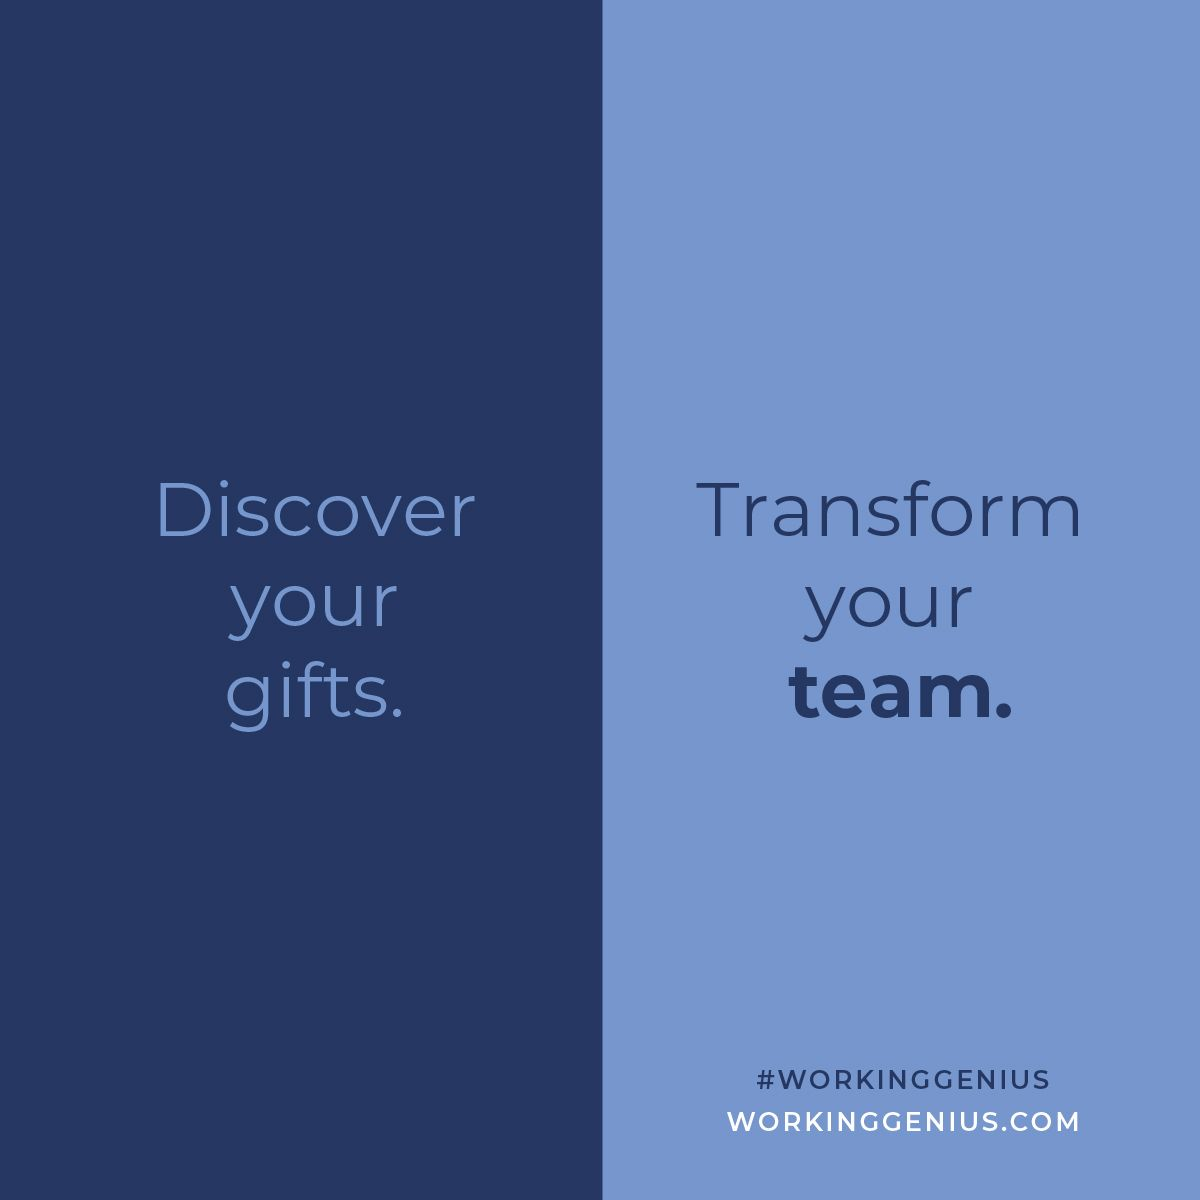 Discover
your
gifts.
Transform
your
team.
#WORKINGGENIUS
WORKINGGENIUS.COM